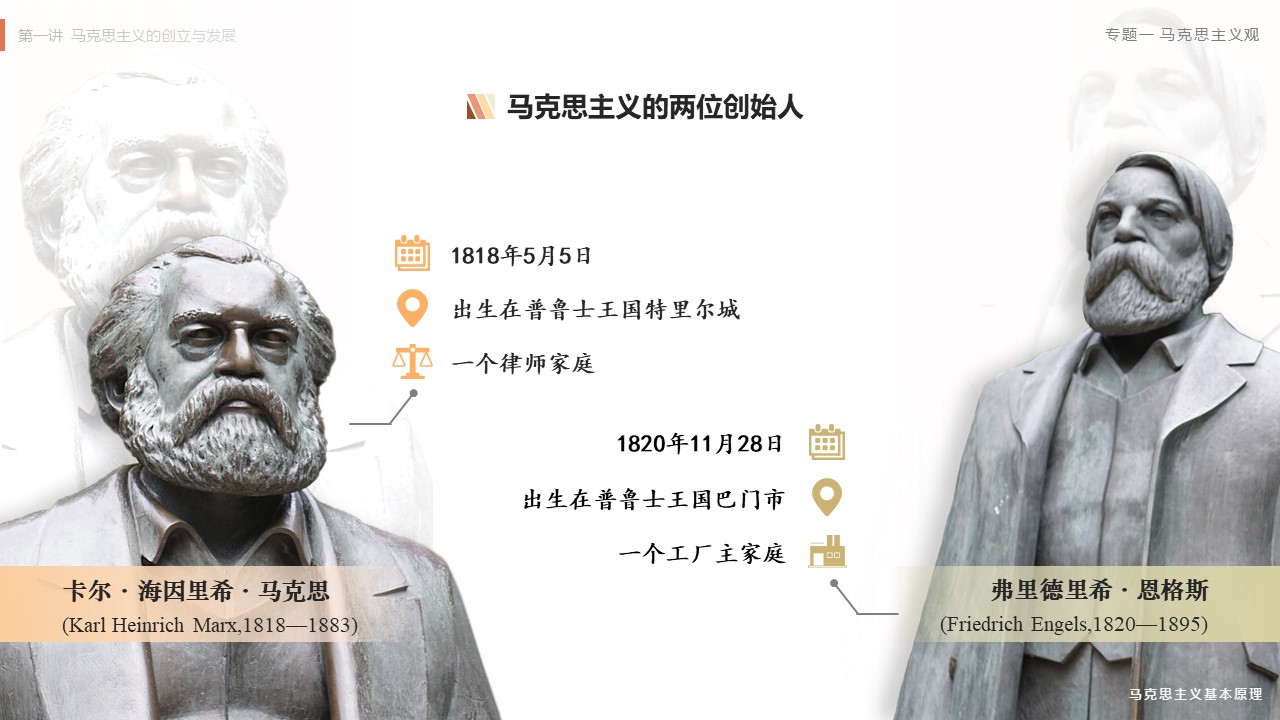 第一讲 马克思主义的创立与发展
专题一 马克思主义观
马克思主义的两位创始人
1818年5月5日
出生在普鲁士王国特里尔城
一个律师家庭
1820年11月28日
出生在普鲁士王国巴门市
一个工厂主家庭
卡尔·海因里希·马克思
(Karl Heinrich Marx,1818—1883)
弗里德里希·恩格斯
(Friedrich Engels,1820—1895)
马克思主义基本原理